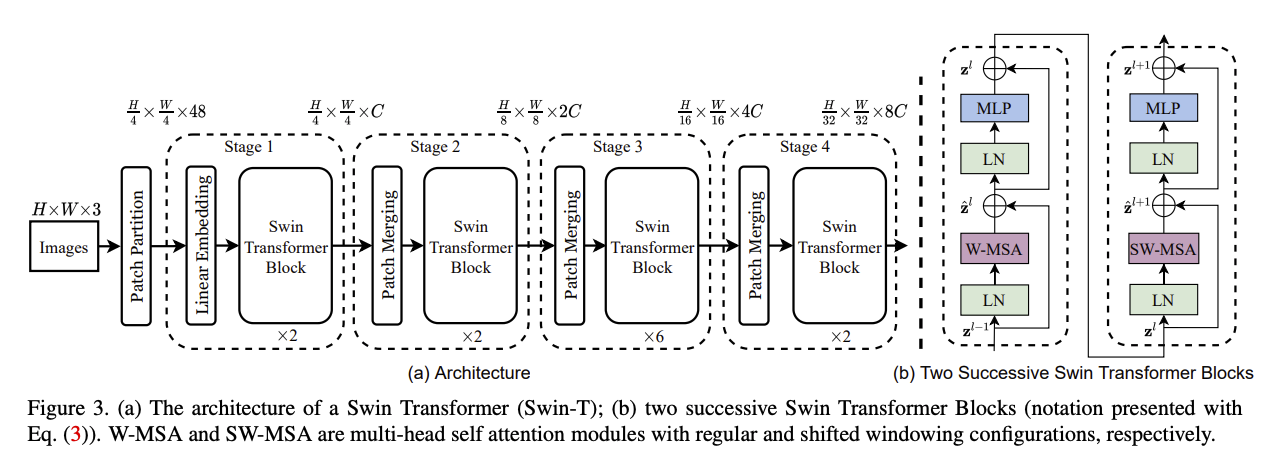 H/4 × W/4 × 48
H/4 × W/4 × C
H/8 × W/8 × 2C
H/16 × W/16 × 4C
H/32 × W/32 × 8C
Stage 1
Stage 2
Stage 3
Stage 4
H×W×3
Images
Patch Partition
Linear Embedding
Swin
Transformer
Block
×2
Patch Merging
Swin
Transformer
Block
×2
Patch Merging
Swin
Transformer
Block
×6
Patch Merging
Swin
Transformer
Block
×2
(a) Architecture
z^l
MLP
LN
ẑ^l
W-MSA
LN
z^{l−1}
z^{l+1}
MLP
LN
ẑ^{l+1}
SW-MSA
LN
z^l
(b) Two Successive Swin Transformer Blocks
Figure 3. (a) The architecture of a Swin Transformer (Swin-T); (b) two successive Swin Transformer Blocks (notation presented with
Eq. (3)). W-MSA and SW-MSA are multi-head self attention modules with regular and shifted windowing configurations, respectively.